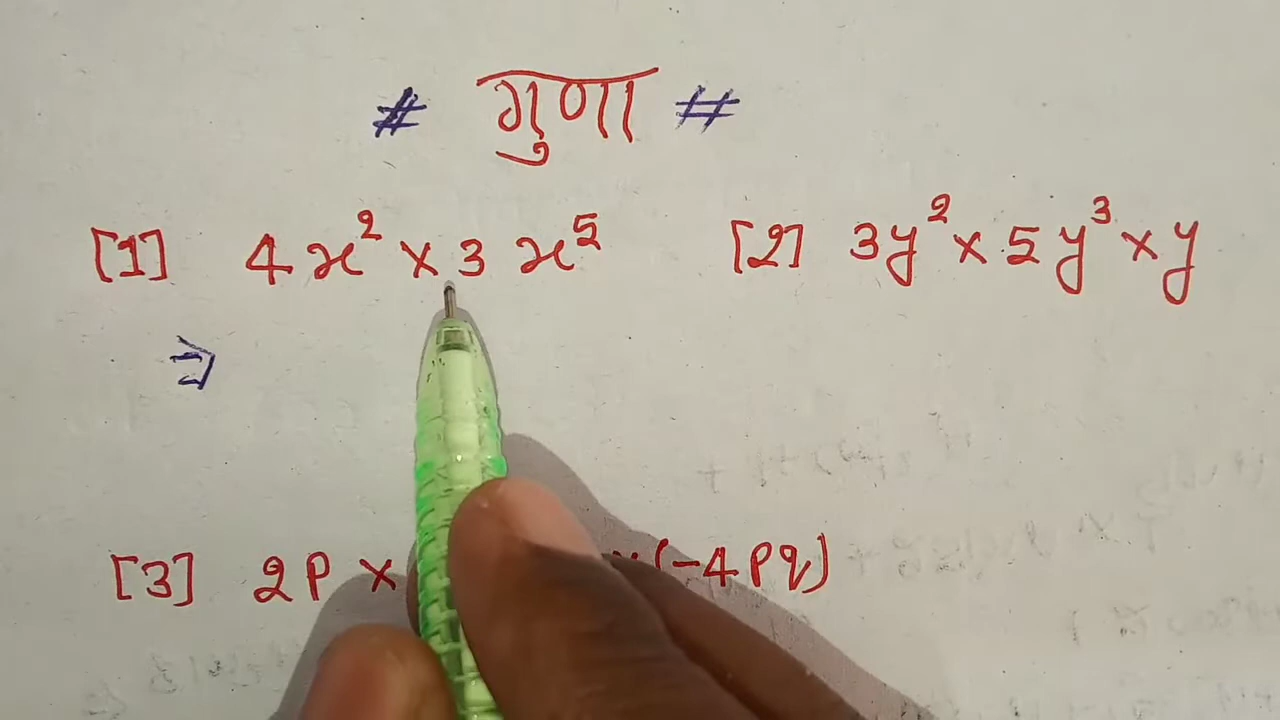 # गुणा #
[1] 4x² × 3x⁵ [2] 3y² × 5y³ × y
⇒
[3] 2p × × (-4pq)